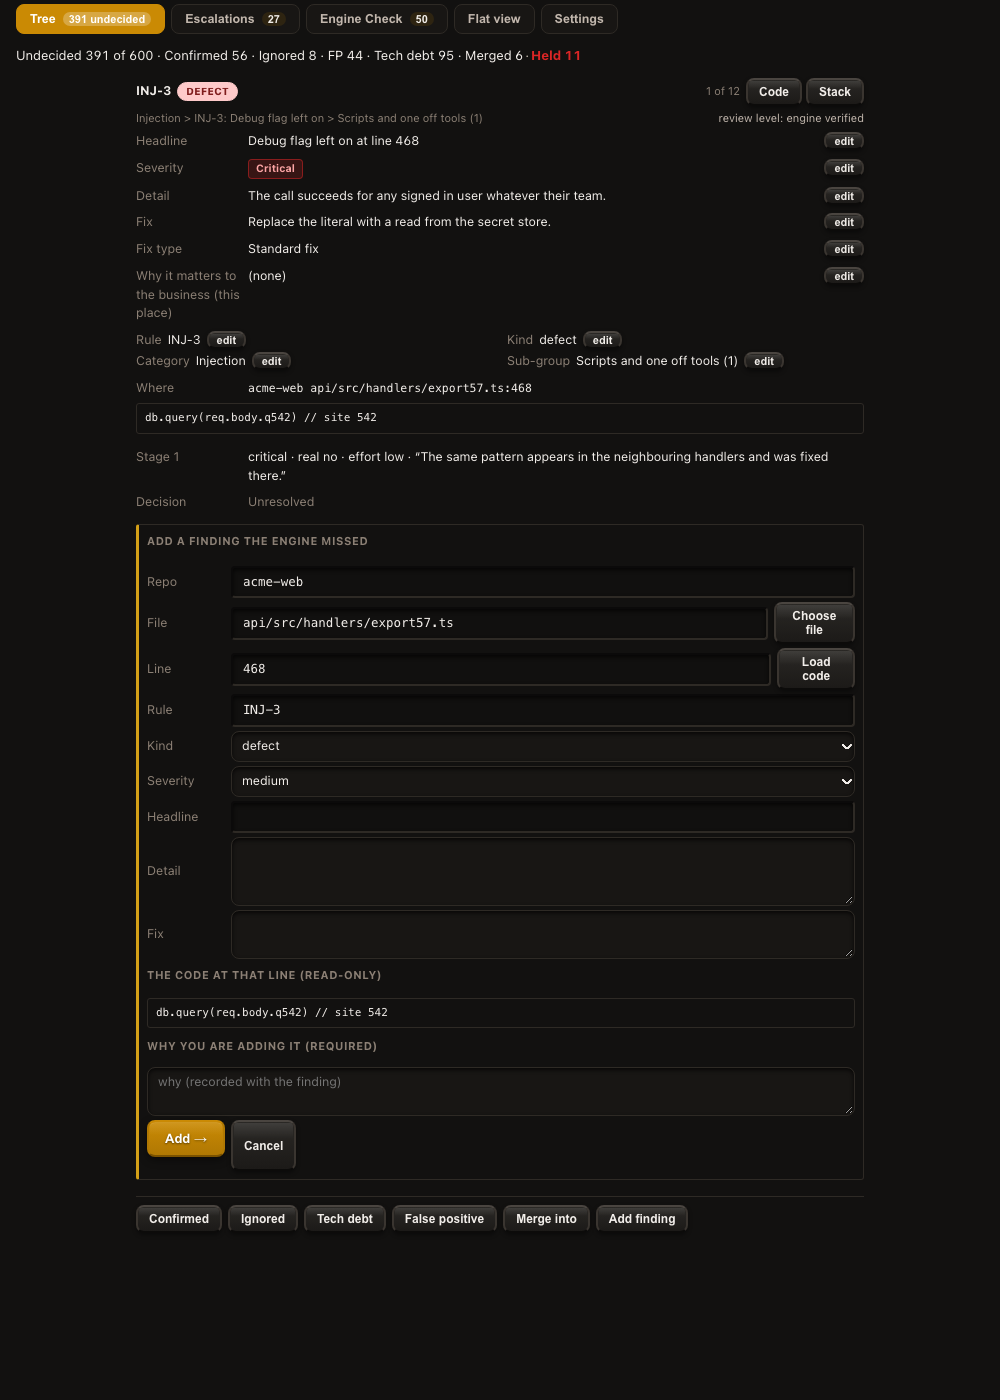 Tree 391 undecided Escalations 27 Engine Check 50 Flat view Settings
Undecided 391 of 600 · Confirmed 56 · Ignored 8 · FP 44 · Tech debt 95 · Merged 6 · Held 11
INJ-3 DEFECT 1 of 12 Code Stack
Injection > INJ-3: Debug flag left on > Scripts and one off tools (1) review level: engine verified
Headline Debug flag left on at line 468 edit
Severity Critical edit
Detail The call succeeds for any signed in user whatever their team. edit
Fix Replace the literal with a read from the secret store. edit
Fix type Standard fix edit
Why it matters to the business (this place) (none) edit
Rule INJ-3 edit Kind defect edit
Category Injection edit Sub-group Scripts and one off tools (1) edit
Where acme-web api/src/handlers/export57.ts:468
db.query(req.body.q542) // site 542
Stage 1 critical · real no · effort low · “The same pattern appears in the neighbouring handlers and was fixed
there.”
Decision Unresolved
ADD A FINDING THE ENGINE MISSED
Repo acme-web
File api/src/handlers/export57.ts Choose file
Line 468 Load code
Rule INJ-3
Kind defect
Severity medium
Headline
Detail
Fix
THE CODE AT THAT LINE (READ-ONLY)
db.query(req.body.q542) // site 542
WHY YOU ARE ADDING IT (REQUIRED)
why (recorded with the finding)
Add → Cancel
Confirmed Ignored Tech debt False positive Merge into Add finding